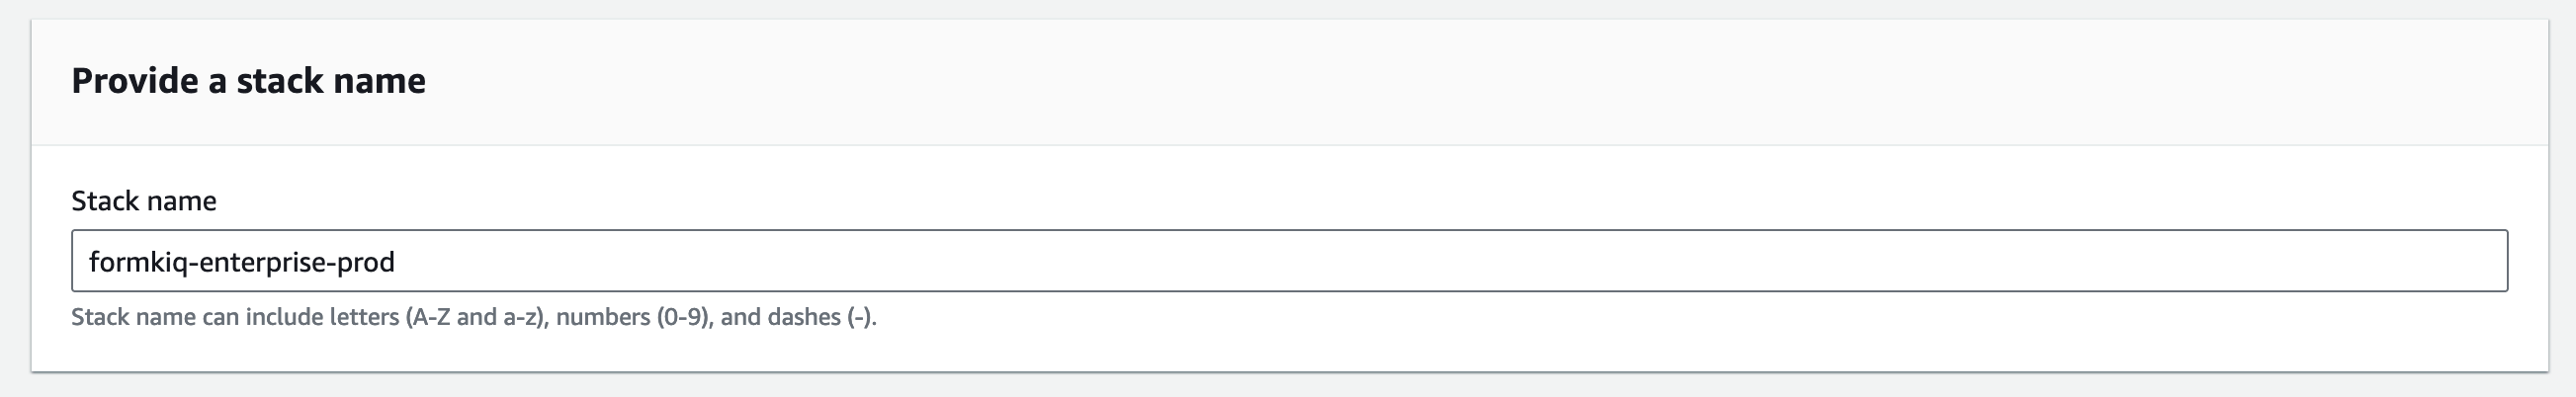 Provide a stack name
Stack name
formkiq-enterprise-prod
Stack name can include letters (A-Z and a-z), numbers (0-9), and dashes (-).